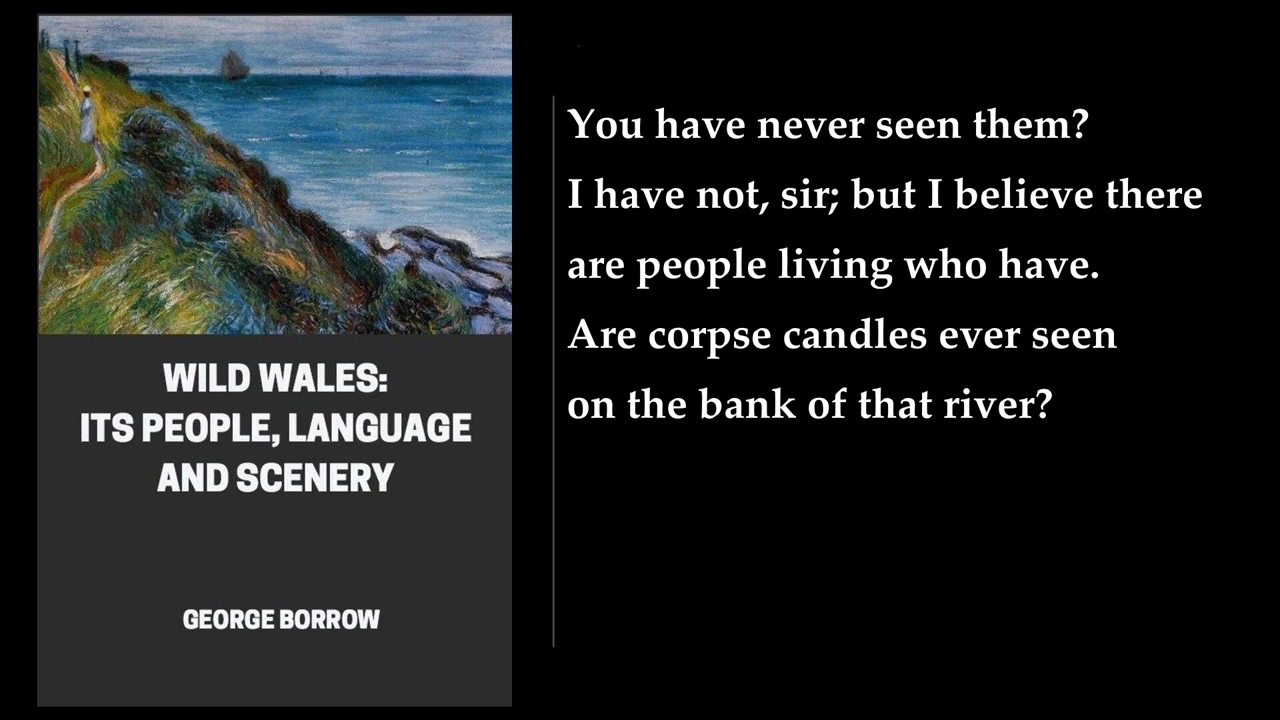 WILD WALES:
ITS PEOPLE, LANGUAGE
AND SCENERY
GEORGE BORROW
You have never seen them?
I have not, sir; but I believe there
are people living who have.
Are corpse candles ever seen
on the bank of that river?